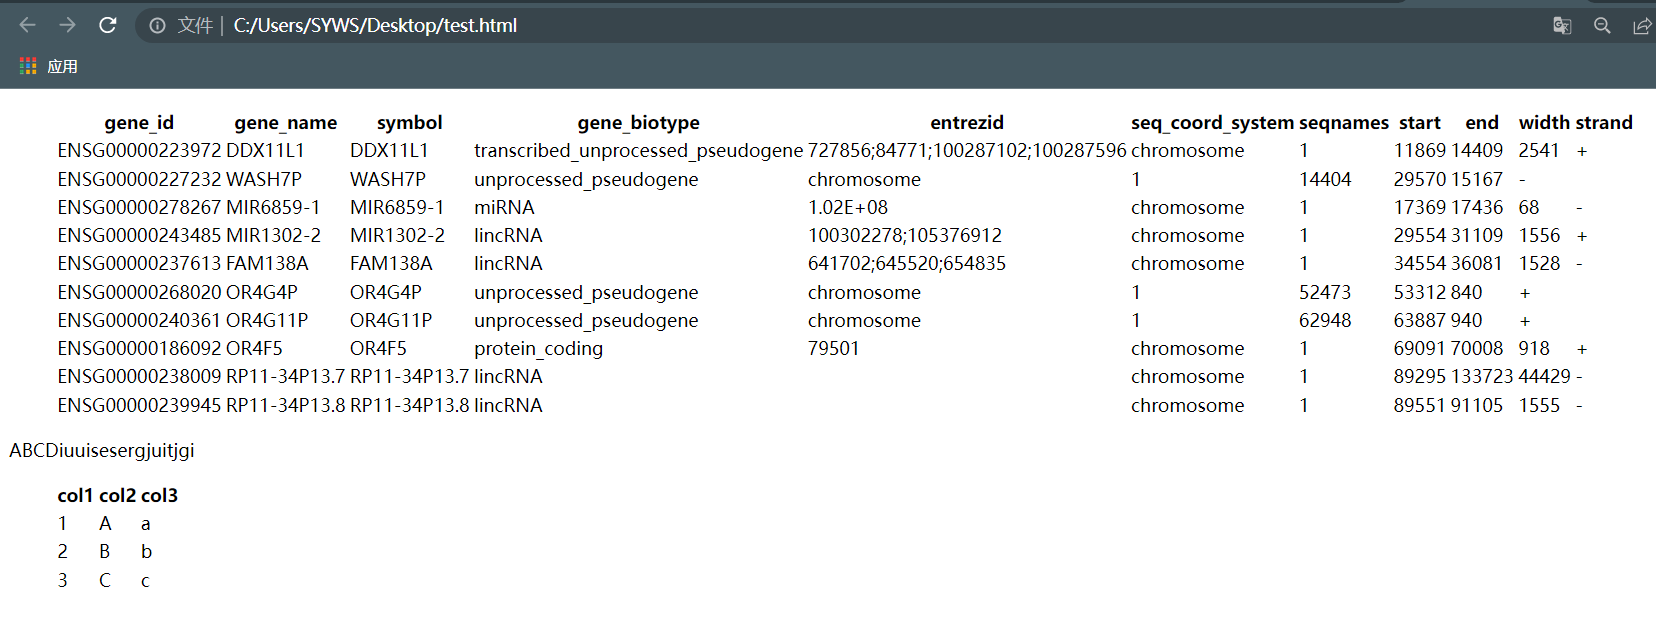 文件 | C:/Users/SYWS/Desktop/test.html
应用
gene_id gene_name symbol gene_biotype entrezid seq_coord_system seqnames start end width strand
ENSG00000223972 DDX11L1 DDX11L1 transcribed_unprocessed_pseudogene 727856;84771;100287102;100287596 chromosome 1 11869 14409 2541 +
ENSG00000227232 WASH7P WASH7P unprocessed_pseudogene chromosome 1 14404 29570 15167 -
ENSG00000278267 MIR6859-1 MIR6859-1 miRNA 1.02E+08 chromosome 1 17369 17436 68 -
ENSG00000243485 MIR1302-2 MIR1302-2 lincRNA 100302278;105376912 chromosome 1 29554 31109 1556 +
ENSG00000237613 FAM138A FAM138A lincRNA 641702;645520;654835 chromosome 1 34554 36081 1528 -
ENSG00000268020 OR4G4P OR4G4P unprocessed_pseudogene chromosome 1 52473 53312 840 +
ENSG00000240361 OR4G11P OR4G11P unprocessed_pseudogene chromosome 1 62948 63887 940 +
ENSG00000186092 OR4F5 OR4F5 protein_coding 79501 chromosome 1 69091 70008 918 +
ENSG00000238009 RP11-34P13.7 RP11-34P13.7 lincRNA chromosome 1 89295 133723 44429 -
ENSG00000239945 RP11-34P13.8 RP11-34P13.8 lincRNA chromosome 1 89551 91105 1555 -
ABCDiuuisesergjuitjgi
col1 col2 col3
1 A a
2 B b
3 C c